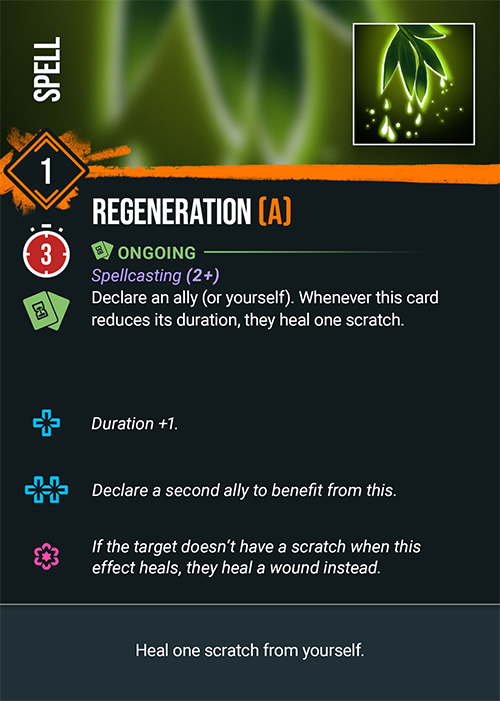 SPELL
1
REGENERATION (A)
3
ONGOING
Spellcasting (2+)
Declare an ally (or yourself). Whenever this card
reduces its duration, they heal one scratch.
Duration +1.
Declare a second ally to benefit from this.
If the target doesn't have a scratch when this
effect heals, they heal a wound instead.
Heal one scratch from yourself.